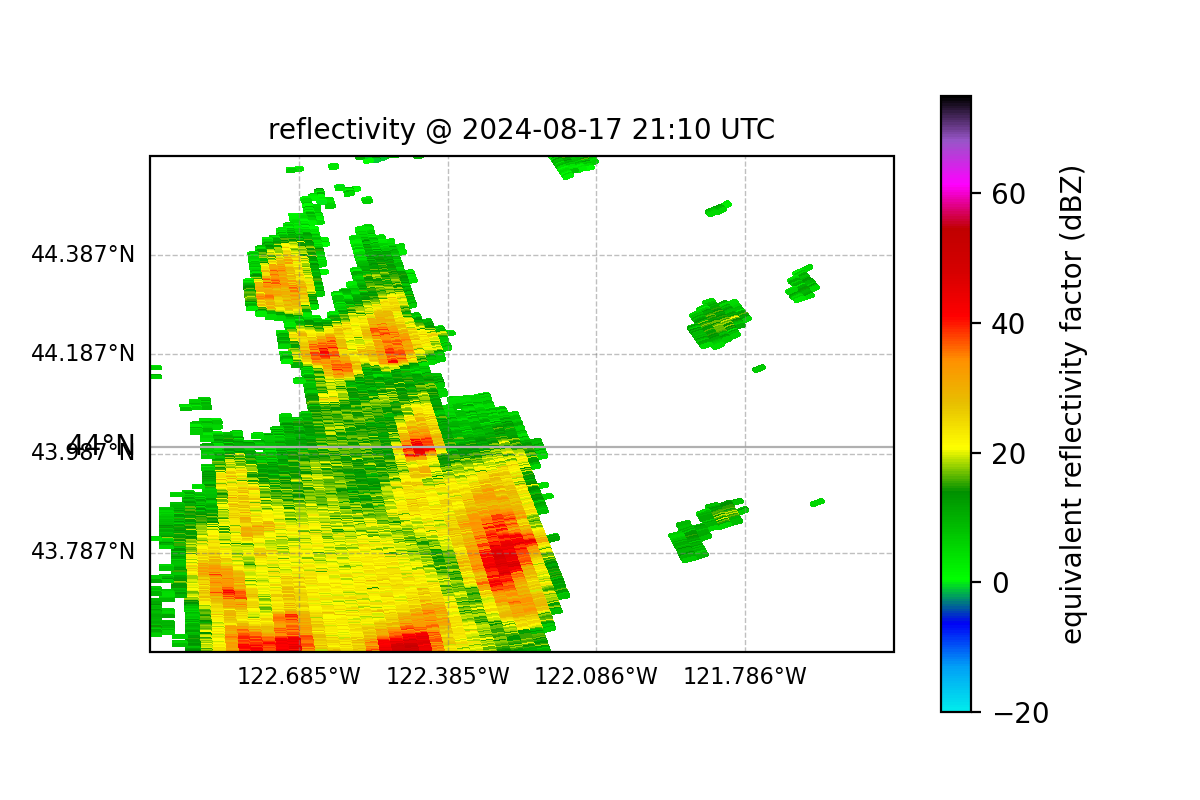 reflectivity @ 2024-08-17 21:10 UTC
44.387°N
44.187°N
44°N
43.987°N
43.787°N
122.685°W 122.385°W 122.086°W 121.786°W
60
40
20
0
−20
equivalent reflectivity factor (dBZ)